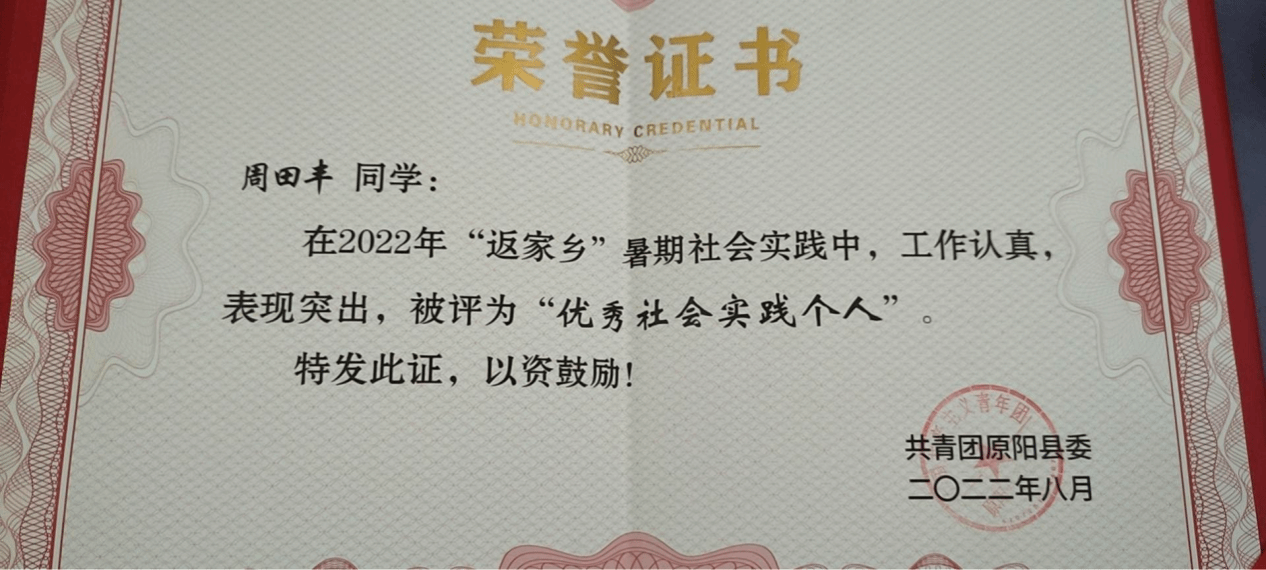 荣誉证书
HONORARY CREDENTIAL
周田丰 同学：
在2022年“返家乡”暑期社会实践中，工作认真，
表现突出，被评为“优秀社会实践个人”。
特发此证，以资鼓励！
共青团原阳县委
二〇二二年八月